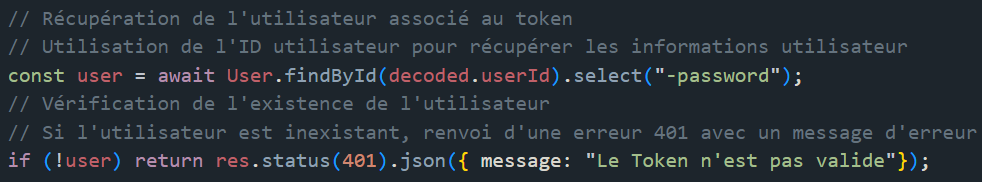 // Récupération de l'utilisateur associé au token
// Utilisation de l'ID utilisateur pour récupérer les informations utilisateur
const user = await User.findById(decoded.userId).select("-password");
// Vérification de l'existence de l'utilisateur
// Si l'utilisateur est inexistant, renvoi d'une erreur 401 avec un message d'erreur
if (!user) return res.status(401).json({ message: "Le Token n'est pas valide"});